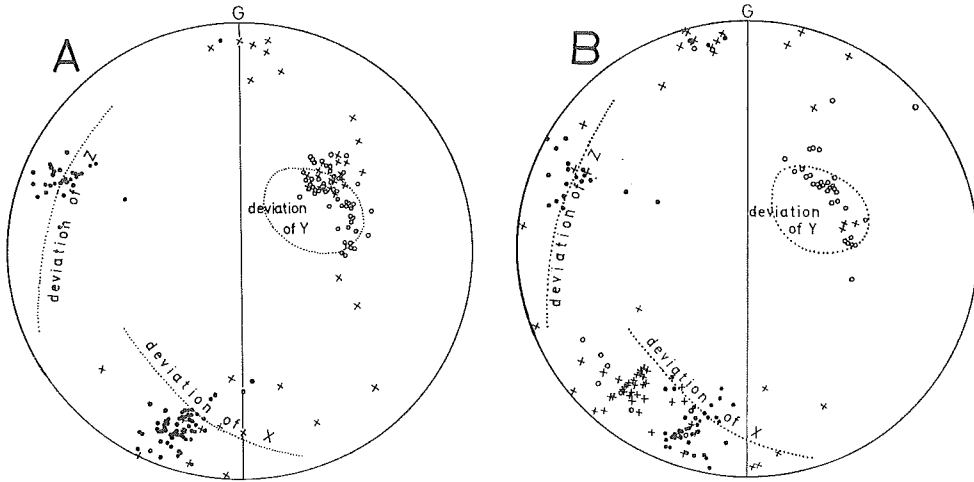 A
G
deviation of Z
deviation of Y
deviation of X
B
G
deviation of Z
deviation of Y
deviation of X